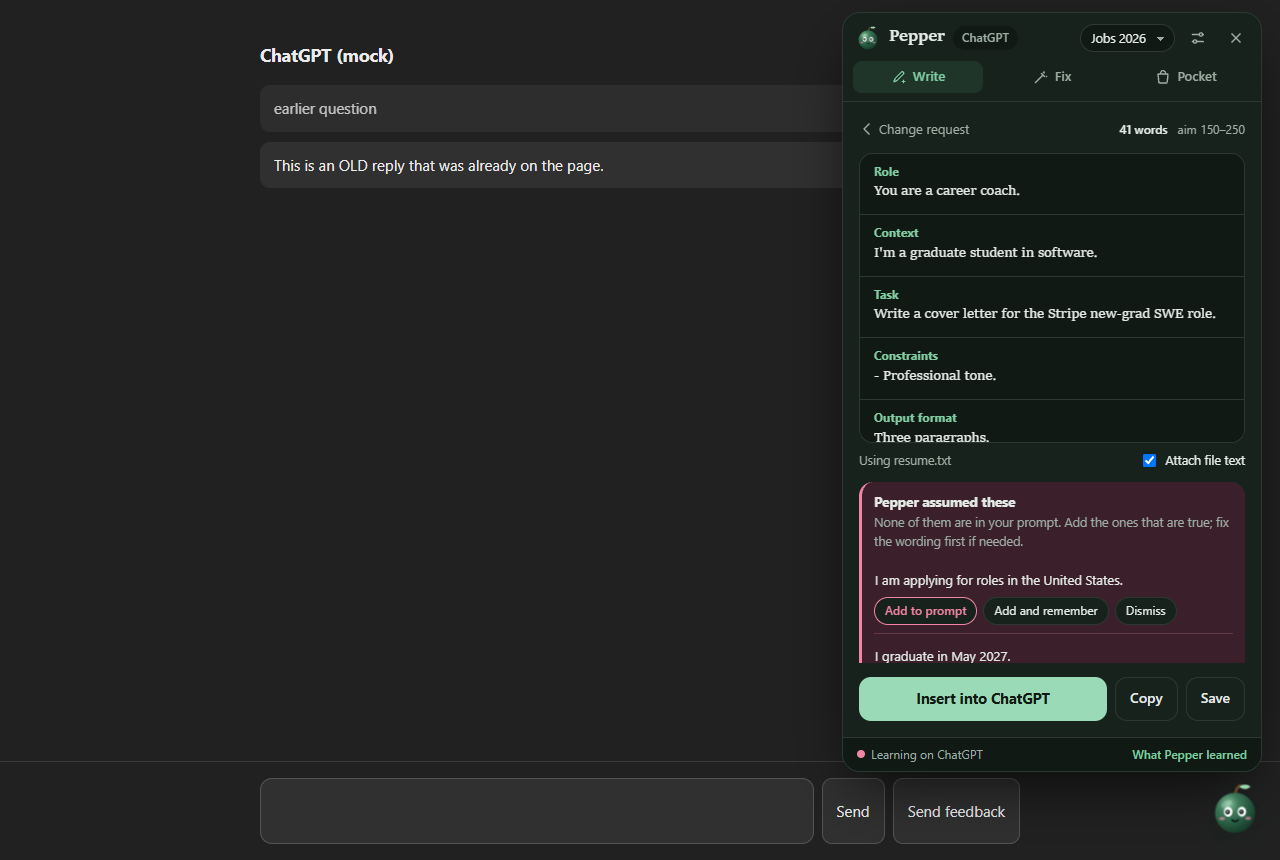 ChatGPT (mock)
earlier question
This is an OLD reply that was already on the page.
Send
Send feedback
Pepper
ChatGPT
Jobs 2026
Write
Fix
Pocket
Change request
41 words aim 150–250
Role
You are a career coach.
Context
I'm a graduate student in software.
Task
Write a cover letter for the Stripe new-grad SWE role.
Constraints
- Professional tone.
Output format
Three paragraphs.
Using resume.txt
Attach file text
Pepper assumed these
None of them are in your prompt. Add the ones that are true; fix
the wording first if needed.
I am applying for roles in the United States.
Add to prompt
Add and remember
Dismiss
I graduate in May 2027.
Insert into ChatGPT
Copy
Save
Learning on ChatGPT
What Pepper learned